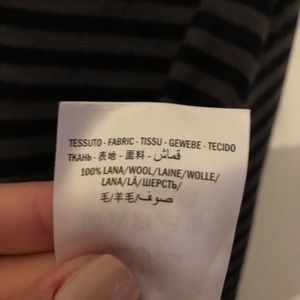 TESSUTO - FABRIC - TISSU - GEWEBE - TECIDO
ТКАНЬ - 表地 - 面料 - قماش
100% LANA/WOOL/LAINE/WOLLE/
LANA/LÃ/ШЕРСТЬ/
毛/羊毛/صوف